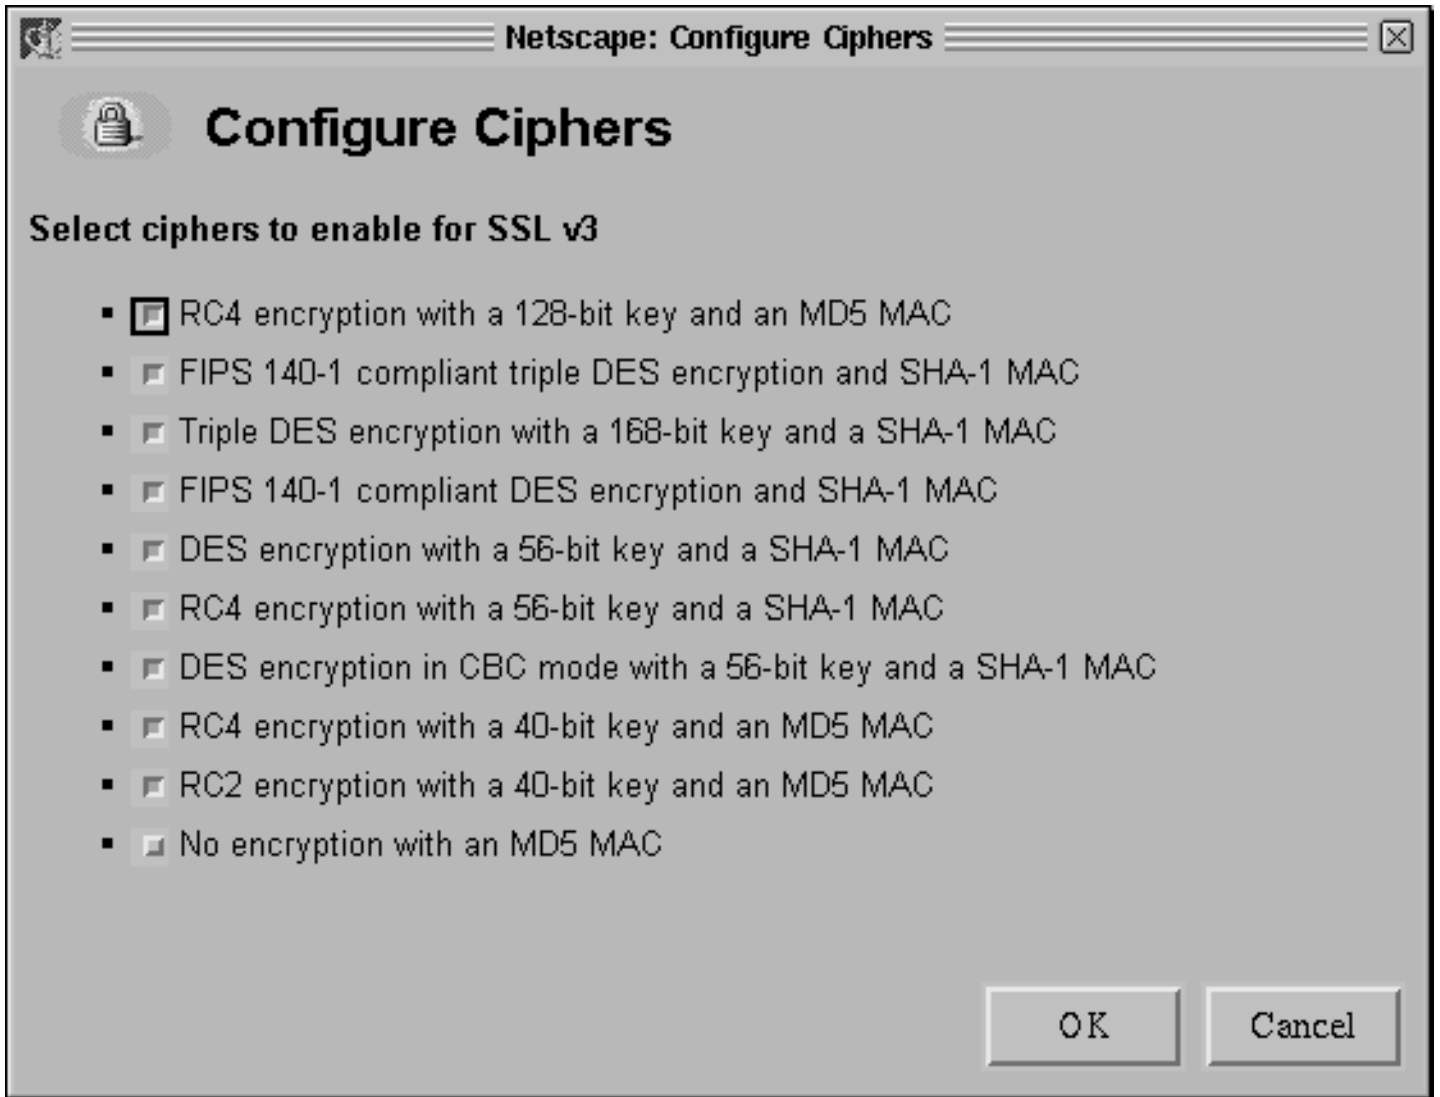 Netscape: Configure Ciphers
Configure Ciphers
Select ciphers to enable for SSL v3
RC4 encryption with a 128-bit key and an MD5 MAC
FIPS 140-1 compliant triple DES encryption and SHA-1 MAC
Triple DES encryption with a 168-bit key and a SHA-1 MAC
FIPS 140-1 compliant DES encryption and SHA-1 MAC
DES encryption with a 56-bit key and a SHA-1 MAC
RC4 encryption with a 56-bit key and a SHA-1 MAC
DES encryption in CBC mode with a 56-bit key and a SHA-1 MAC
RC4 encryption with a 40-bit key and an MD5 MAC
RC2 encryption with a 40-bit key and an MD5 MAC
No encryption with an MD5 MAC
OK Cancel